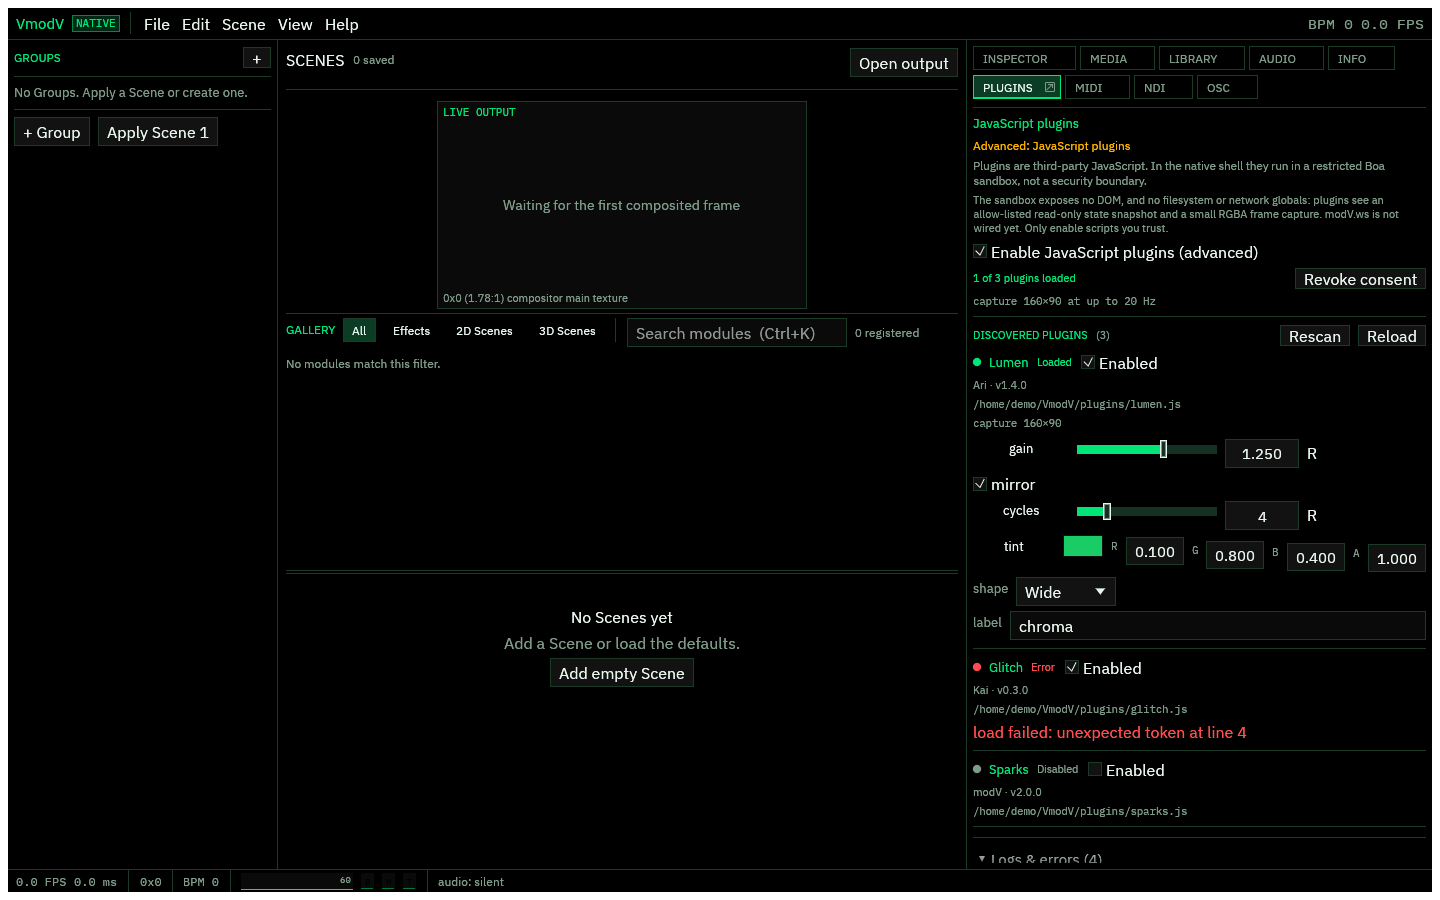 VmodV NATIVE File Edit Scene View Help BPM 0 0.0 FPS
GROUPS +
No Groups. Apply a Scene or create one.
+ Group Apply Scene 1
SCENES 0 saved Open output
LIVE OUTPUT
Waiting for the first composited frame
0x0 (1.78:1) compositor main texture
GALLERY All Effects 2D Scenes 3D Scenes Search modules (Ctrl+K) 0 registered
No modules match this filter.
No Scenes yet
Add a Scene or load the defaults.
Add empty Scene
INSPECTOR MEDIA LIBRARY AUDIO INFO
PLUGINS MIDI NDI OSC
JavaScript plugins
Advanced: JavaScript plugins
Plugins are third-party JavaScript. In the native shell they run in a restricted Boa
sandbox, not a security boundary.
The sandbox exposes no DOM, and no filesystem or network globals: plugins see an
allow-listed read-only state snapshot and a small RGBA frame capture. modV.ws is not
wired yet. Only enable scripts you trust.
Enable JavaScript plugins (advanced)
1 of 3 plugins loaded Revoke consent
capture 160×90 at up to 20 Hz
DISCOVERED PLUGINS (3) Rescan Reload
Lumen Loaded Enabled
Ari · v1.4.0
/home/demo/VmodV/plugins/lumen.js
capture 160×90
gain 1.250 R
mirror
cycles 4 R
tint R 0.100 G 0.800 B 0.400 A 1.000
shape Wide
label chroma
Glitch Error Enabled
Kai · v0.3.0
/home/demo/VmodV/plugins/glitch.js
load failed: unexpected token at line 4
Sparks Disabled Enabled
modV · v2.0.0
/home/demo/VmodV/plugins/sparks.js
Logs & errors (4)
0.0 FPS 0.0 ms 0x0 BPM 0 60 audio: silent